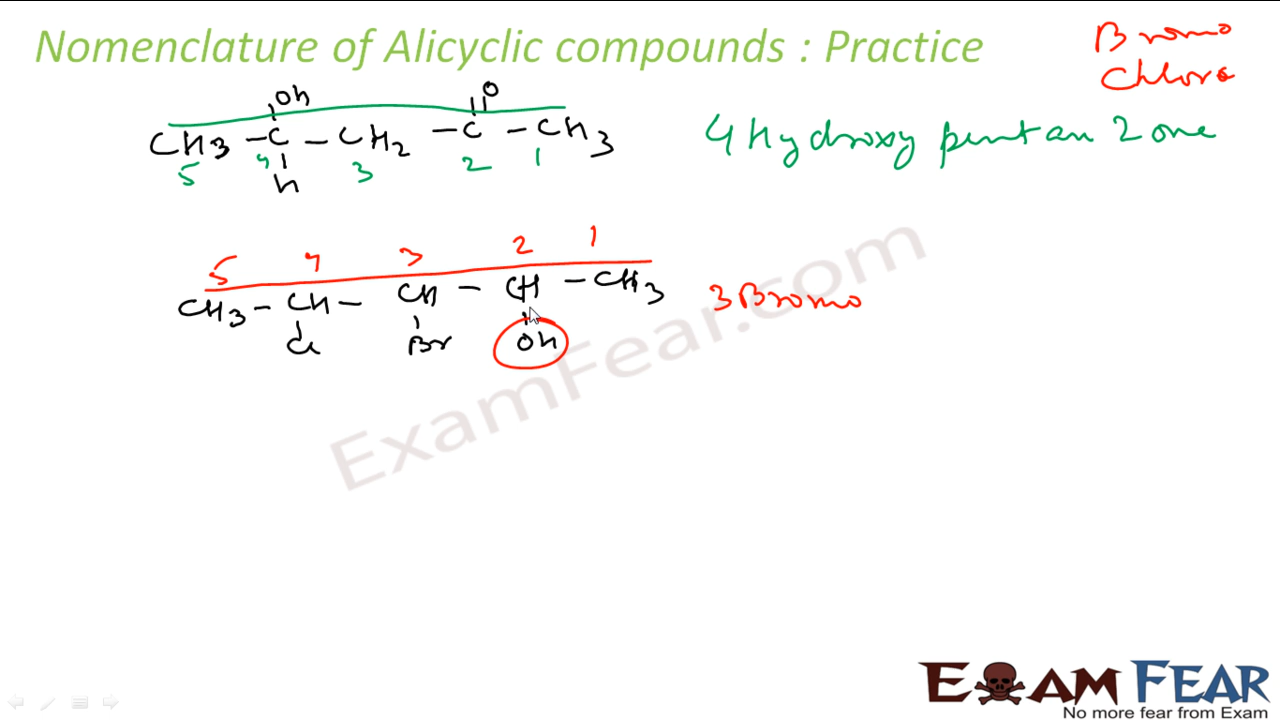 Nomenclature of Alicyclic compounds : Practice
Bromo
Chloro
Oh O
CH3 – C – CH2 – C – CH3
5 4 3 2 1
h
4 Hydroxy pentan 2 one
5 4 3 2 1
CH3 – CH – CH – CH – CH3
Cl Br Oh
3 Bromo
ExamFear.com
EXAM FEAR
No more fear from Exam